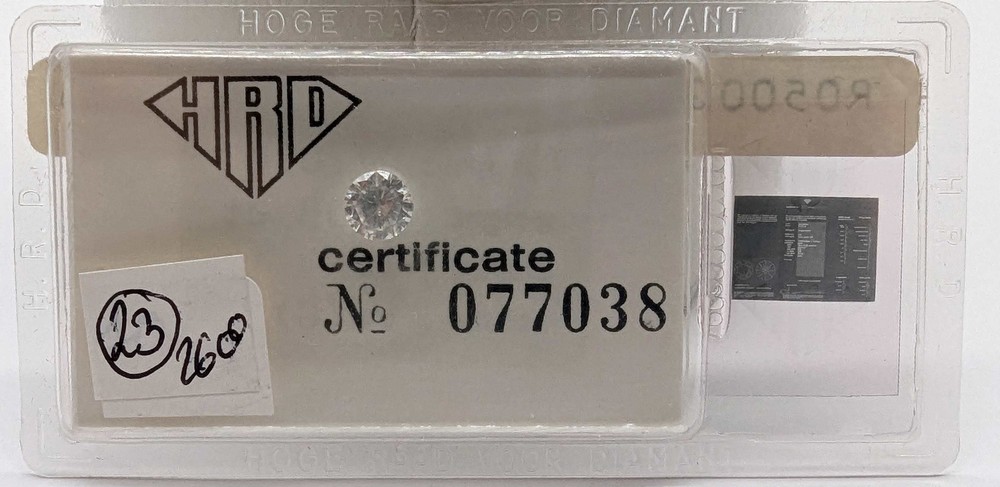 HOGE RAAD VOOR DIAMANT
HRD
certificate
№ 077038
23
2600
H.R.D.
H R D
HOGE RAAD VOOR DIAMANT